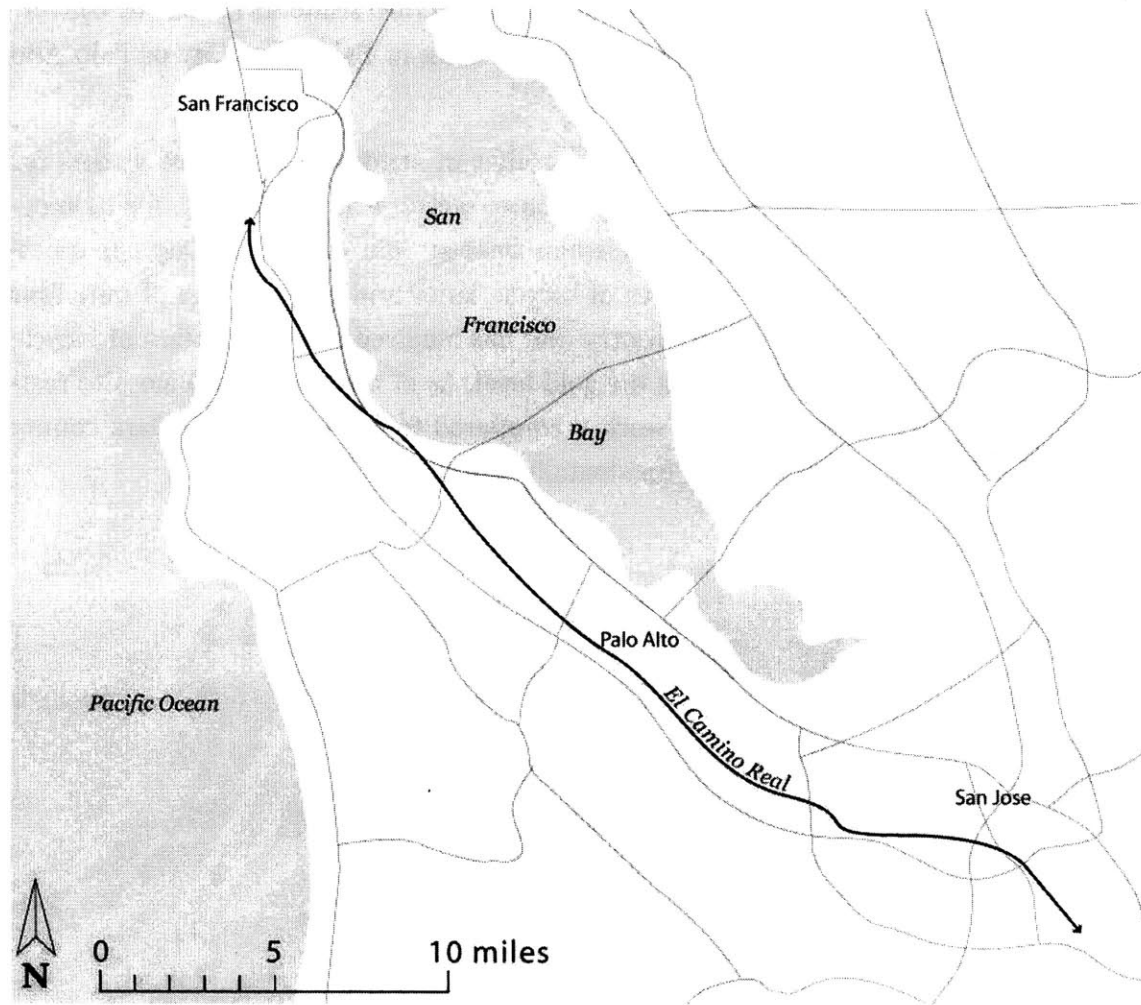 San Francisco
San
Francisco
Bay
Palo Alto
Pacific Ocean
El Camino Real
San Jose
0 5 10 miles
N